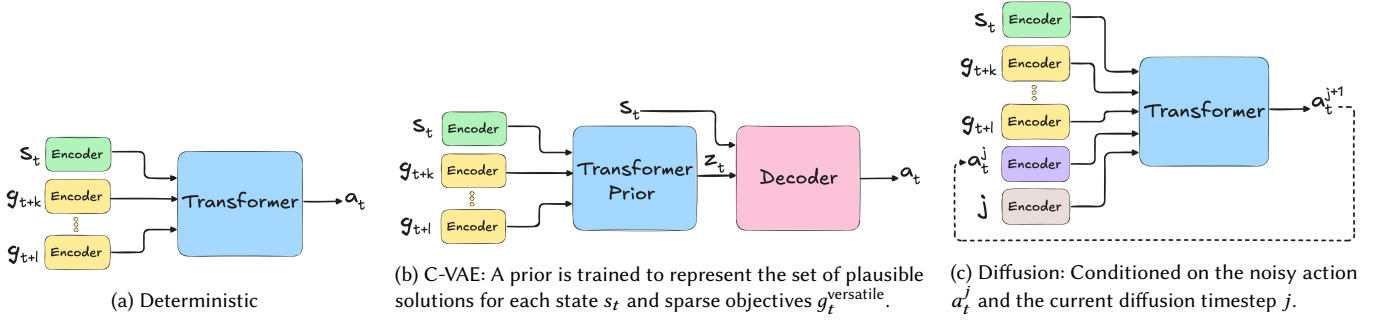 s_t
Encoder
g_{t+k}
Encoder
g_{t+l}
Encoder
Transformer
a_t
(a) Deterministic
s_t
Encoder
g_{t+k}
Encoder
g_{t+l}
Encoder
Transformer
Prior
s_t
z_t
Decoder
a_t
(b) C-VAE: A prior is trained to represent the set of plausible
solutions for each state s_t and sparse objectives g_t^{versatile}.
s_t
Encoder
g_{t+k}
Encoder
g_{t+l}
Encoder
a_t^j
Encoder
j
Encoder
Transformer
a_t^{j+1}
(c) Diffusion: Conditioned on the noisy action
a_t^j and the current diffusion timestep j.